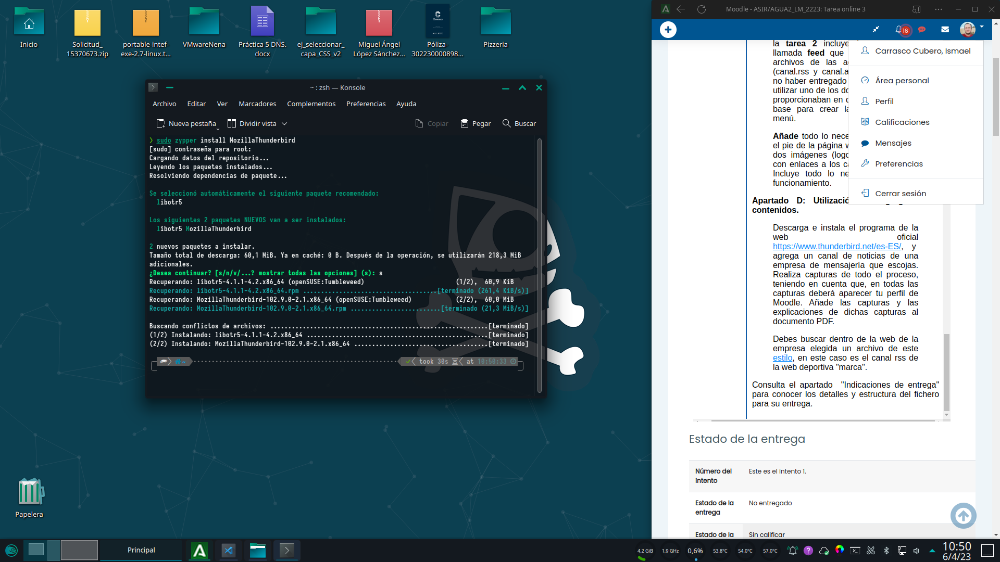 Inicio
Solicitud_
15370673.zip
portable-intef-
exe-2.7-linux.t...
VMwareNena
Práctica 5 DNS.
docx
ej_seleccionar_
capa_CSS_v2
Miguel Ángel
López Sánchez...
Póliza-
302230000898...
Pizzeria
~ : zsh — Konsole
Archivo Editar Ver Marcadores Complementos Preferencias Ayuda
Nueva pestaña Dividir vista Copiar Pegar Buscar
❯ sudo zypper install MozillaThunderbird
[sudo] contraseña para root:
Cargando datos del repositorio...
Leyendo los paquetes instalados...
Resolviendo dependencias de paquete...
Se seleccionó automáticamente el siguiente paquete recomendado:
libotr5
Los siguientes 2 paquetes NUEVOS van a ser instalados:
libotr5 MozillaThunderbird
2 nuevos paquetes a instalar.
Tamaño total de descarga: 60,1 MiB. Ya en caché: 0 B. Después de la operación, se utilizarán 218,3 MiB
adicionales.
¿Desea continuar? [s/n/v/...? mostrar todas las opciones] (s): s
Recuperando: libotr5-4.1.1-4.2.x86_64 (openSUSE:Tumbleweed) (1/2), 60,9 KiB
Recuperando: libotr5-4.1.1-4.2.x86_64.rpm ..................................[terminado (261,4 KiB/s)]
Recuperando: MozillaThunderbird-102.9.0-2.1.x86_64 (openSUSE:Tumbleweed) (2/2), 60,0 MiB
Recuperando: MozillaThunderbird-102.9.0-2.1.x86_64.rpm ........................[terminado (21,3 MiB/s)]
Buscando conflictos de archivos: ....................................................[terminado]
(1/2) Instalando: libotr5-4.1.1-4.2.x86_64 ..........................................[terminado]
(2/2) Instalando: MozillaThunderbird-102.9.0-2.1.x86_64 ...............................[terminado]
~ ✓ took 30s at 10:50:33
Papelera
Moodle - ASIR/AGUA2_LM_2223: Tarea online 3
16
la tarea 2 incluye
llamada feed que
archivos de las a
(canal.rss y canal.a
no haber entregado
utilizar uno de los do
proporcionaban en
base para crear la
menú.
Añade todo lo nece
el pie de la página w
dos imágenes (logo
con enlaces a los ca
Incluye todo lo ne
funcionamiento.
Carrasco Cubero, Ismael
Área personal
Perfil
Calificaciones
Mensajes
Preferencias
Cerrar sesión
Apartado D: Utilizació
contenidos.
Descarga e instala el programa de la
web oficial
https://www.thunderbird.net/es-ES/, y
agrega un canal de noticias de una
empresa de mensajería que escojas.
Realiza capturas de todo el proceso,
teniendo en cuenta que, en todas las
capturas deberá aparecer tu perfil de
Moodle. Añade las capturas y las
explicaciones de dichas capturas al
documento PDF.
Debes buscar dentro de la web de la
empresa elegida un archivo de este
estilo, en este caso es el canal rss de
la web deportiva "marca".
Consulta el apartado "Indicaciones de entrega"
para conocer los detalles y estructura del fichero
para su entrega.
Estado de la entrega
Número del
intento
Este es el intento 1.
Estado de la
entrega
No entregado
Estado de la
Sin calificar
Principal
4,2 GiB 1,9 GHz 0,6% 53,8°C 54,0°C 57,0°C
10:50
6/4/23